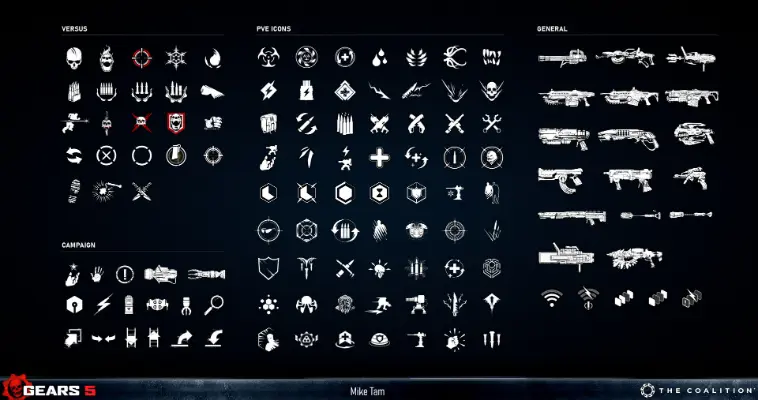 VERSUS
PVE ICONS
GENERAL
CAMPAIGN
GEARS 5
Mike Tam
THE COALITION